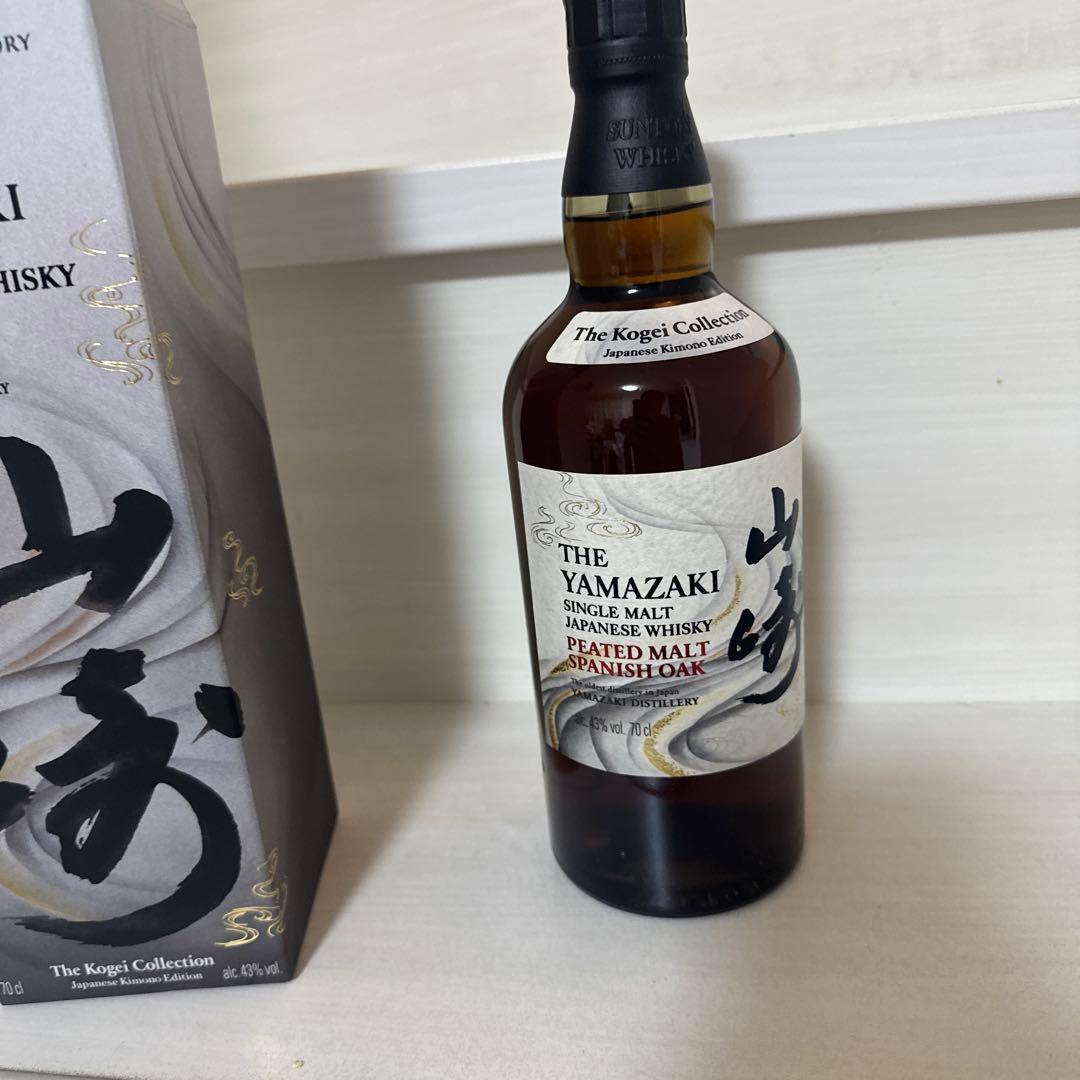 山
崎
The Kogei Collection
Japanese Kimono Edition
70 cl
alc.43% vol.
SUNTORY
WHISKY
The Kogei Collection
Japanese Kimono Edition
THE
YAMAZAKI
SINGLE MALT
JAPANESE WHISKY
PEATED MALT
SPANISH OAK
The oldest distillery in Japan
YAMAZAKI DISTILLERY
alc.43% vol. 70 cl
山
崎